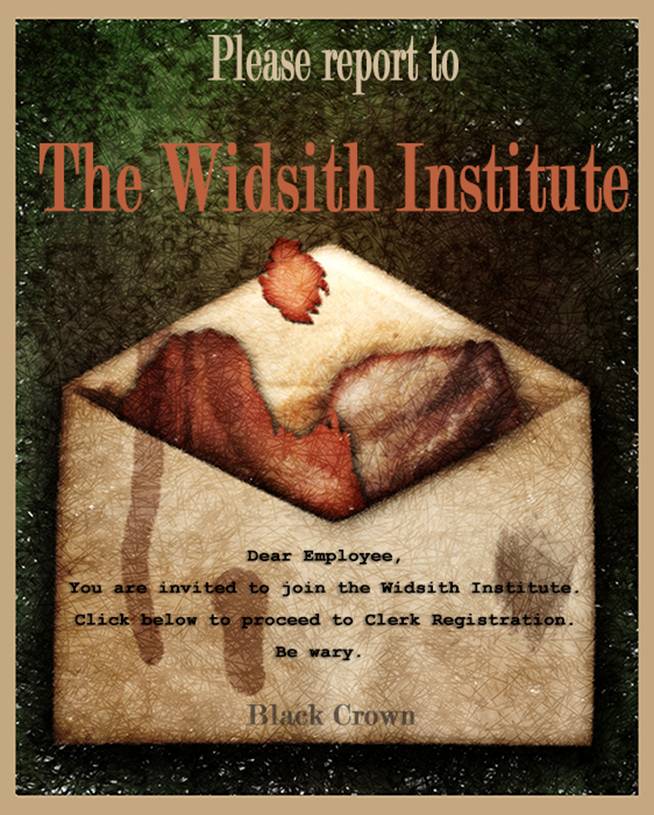 Please report to
The Widsith Institute
Dear Employee,
You are invited to join the Widsith Institute.
Click below to proceed to Clerk Registration.
Be wary.
Black Crown